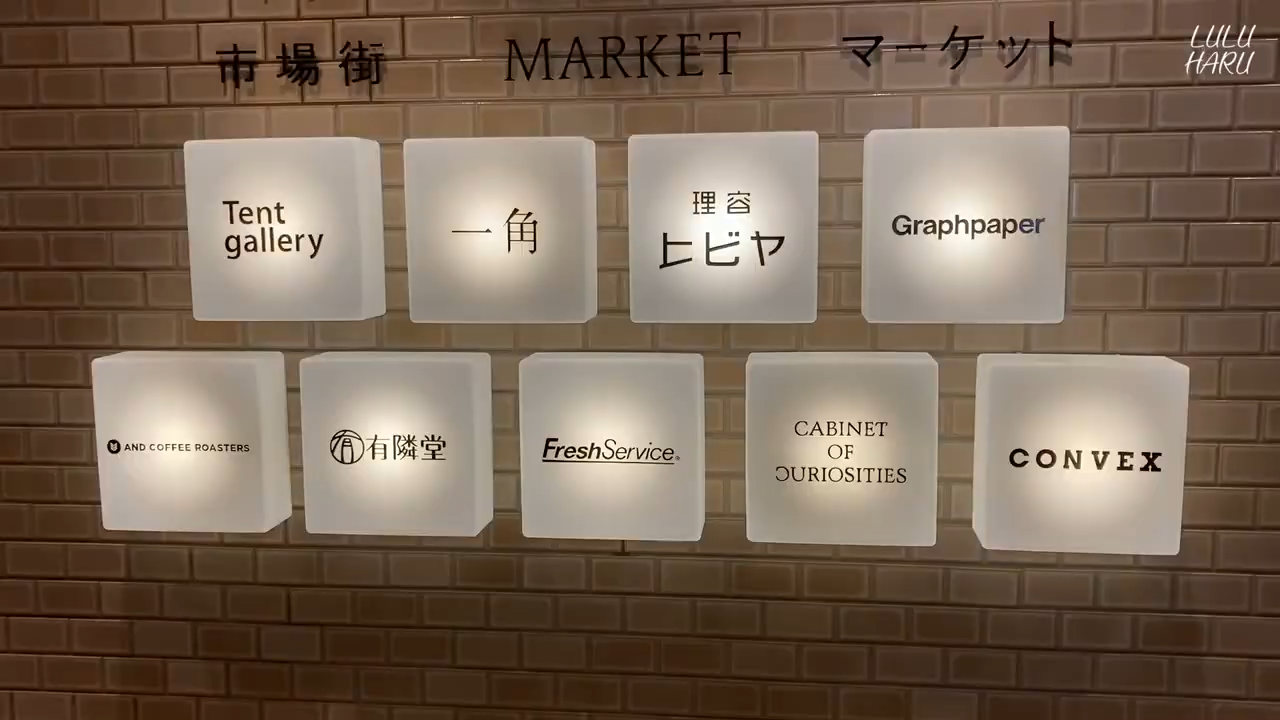 市場街 MARKET マーケット
LULU
HARU
Tent
gallery
一角
理容
ヒビヤ
Graphpaper
AND COFFEE ROASTERS
有 有隣堂
FreshService®
CABINET
OF
CURIOSITIES
CONVEX